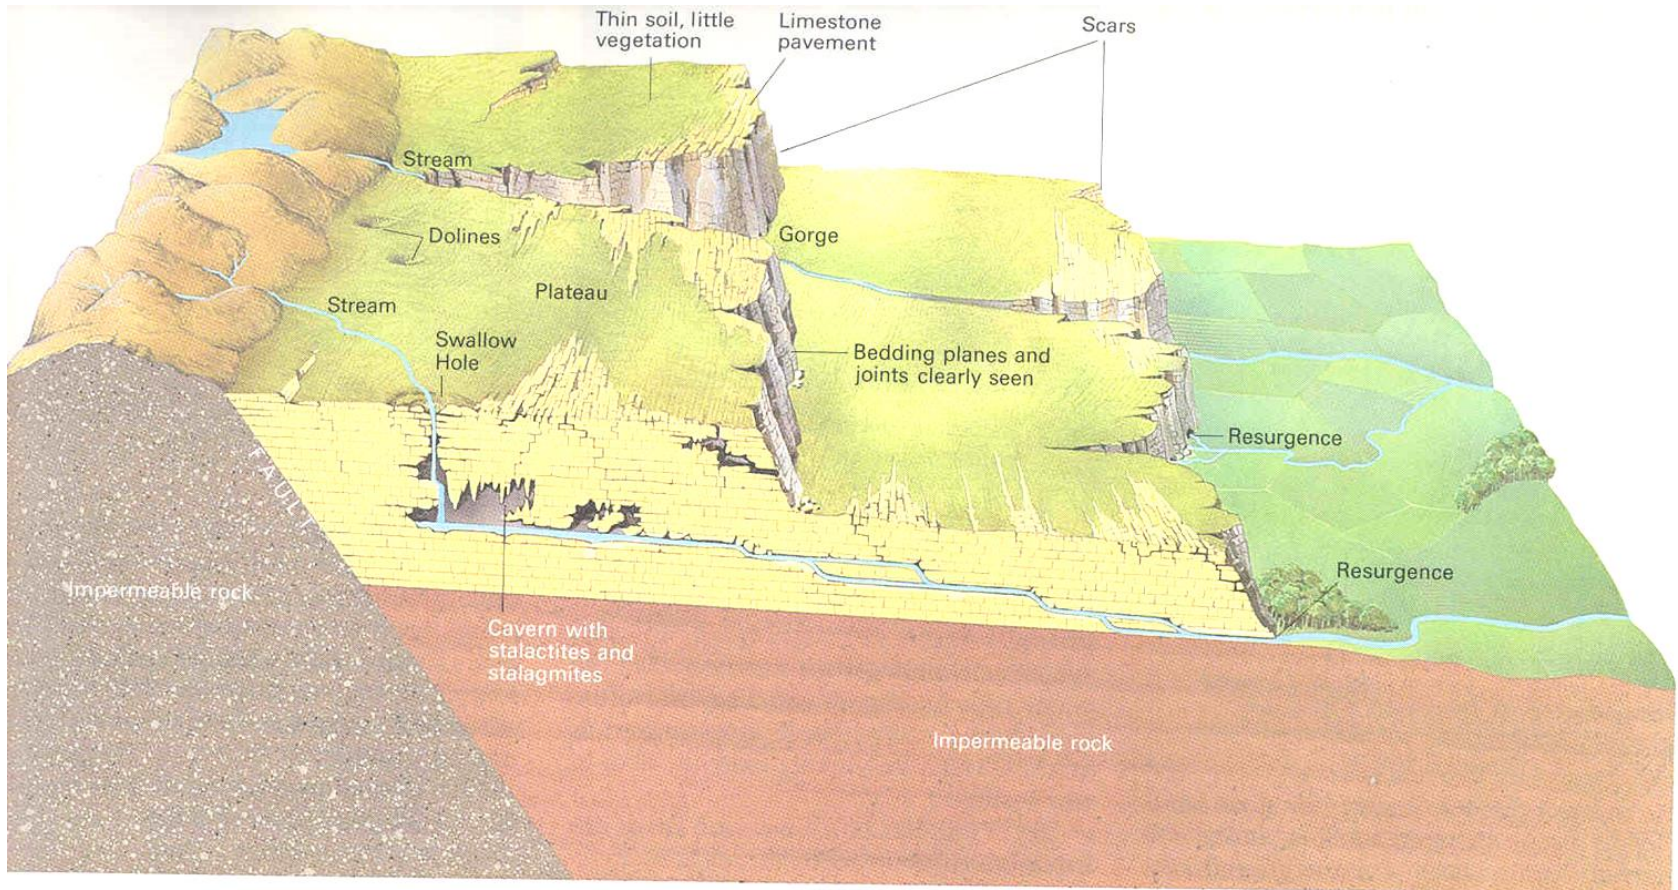 Thin soil, little
vegetation
Limestone
pavement
Scars
Stream
Dolines
Gorge
Plateau
Stream
Swallow
Hole
Bedding planes and
joints clearly seen
Resurgence
FAULT
Resurgence
Impermeable rock
Cavern with
stalactites and
stalagmites
Impermeable rock